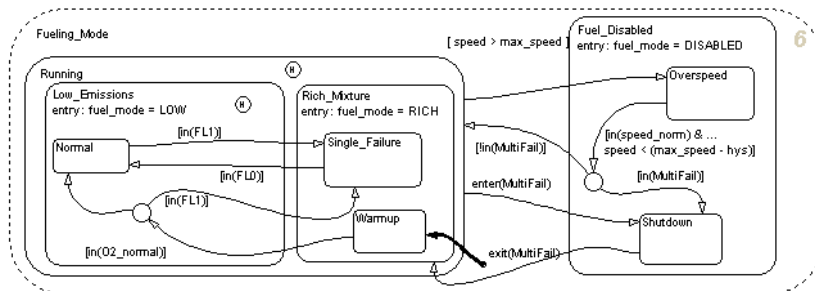 Fueling_Mode
[ speed > max_speed ]
Fuel_Disabled
entry: fuel_mode = DISABLED
6
H
Running
Overspeed
Low_Emissions
entry: fuel_mode = LOW
H
Rich_Mixture
entry: fuel_mode = RICH
[in(FL1)]
[in(speed_norm) & ...
speed < (max_speed - hys)]
Normal
Single_Failure
[!in(MultiFail)]
[in(FL0)]
[in(MultiFail)]
enter(MultiFail)
[in(FL1)]
Warmup
Shutdown
[in(O2_normal)]
exit(MultiFail)